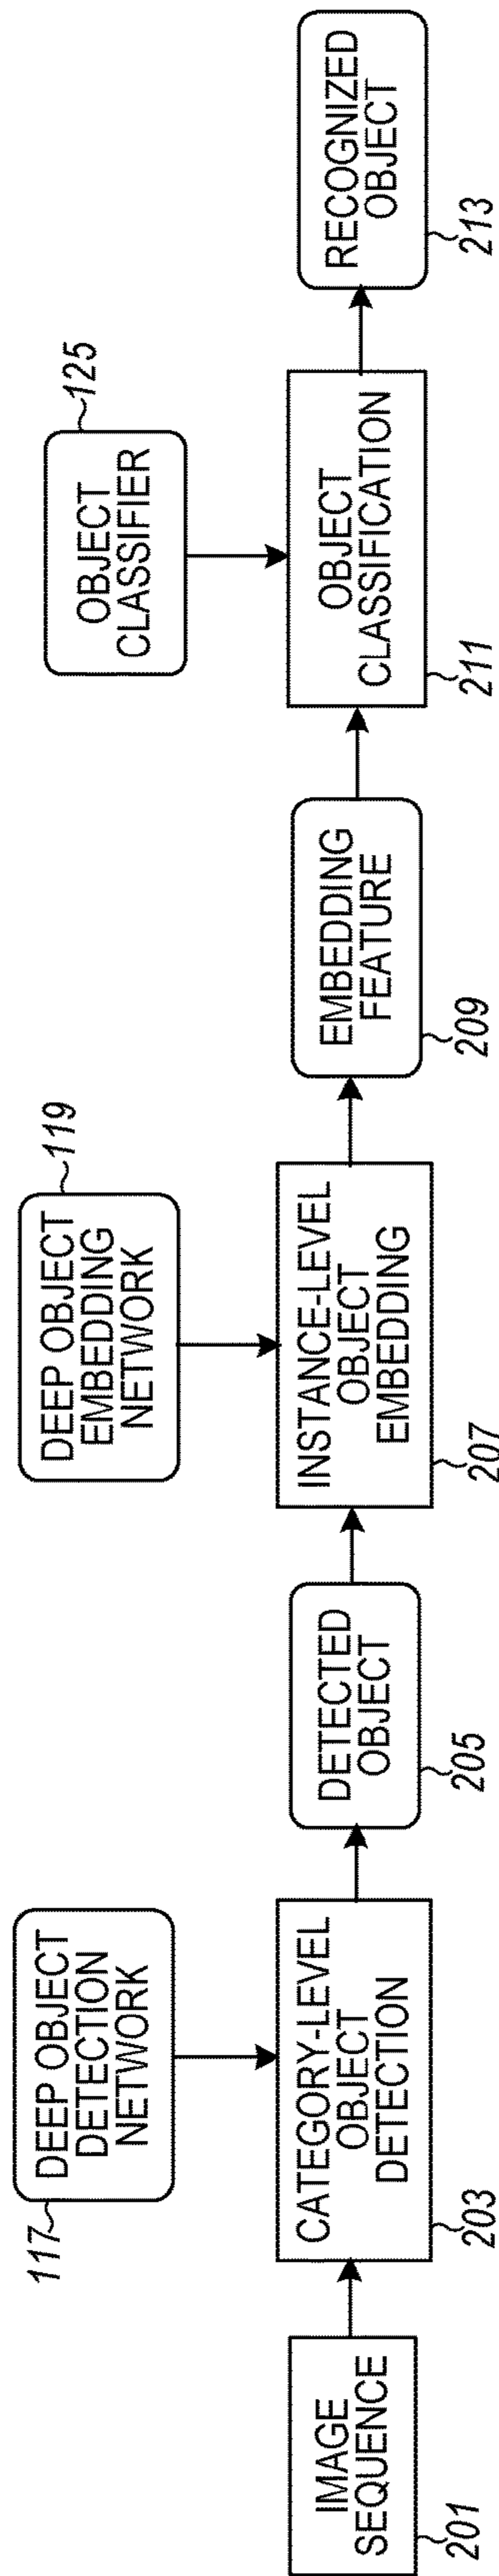 DEEP OBJECT
DETECTION
NETWORK
117
DEEP OBJECT
EMBEDDING
NETWORK
119
OBJECT
CLASSIFIER
125
IMAGE
SEQUENCE
201
CATEGORY-LEVEL
OBJECT
DETECTION
203
DETECTED
OBJECT
205
INSTANCE-LEVEL
OBJECT
EMBEDDING
207
EMBEDDING
FEATURE
209
OBJECT
CLASSIFICATION
211
RECOGNIZED
OBJECT
213